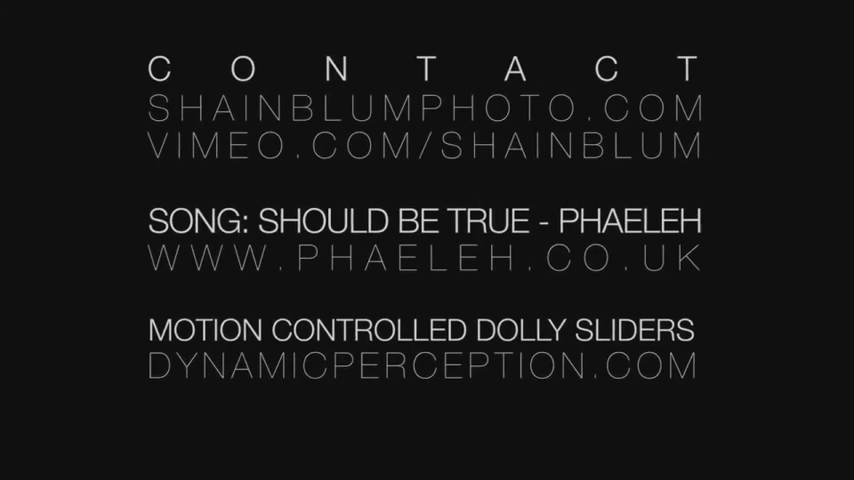 CONTACT
SHAINBLUMPHOTO.COM
VIMEO.COM/SHAINBLUM
SONG: SHOULD BE TRUE - PHAELEH
WWW.PHAELEH.CO.UK
MOTION CONTROLLED DOLLY SLIDERS
DYNAMICPERCEPTION.COM